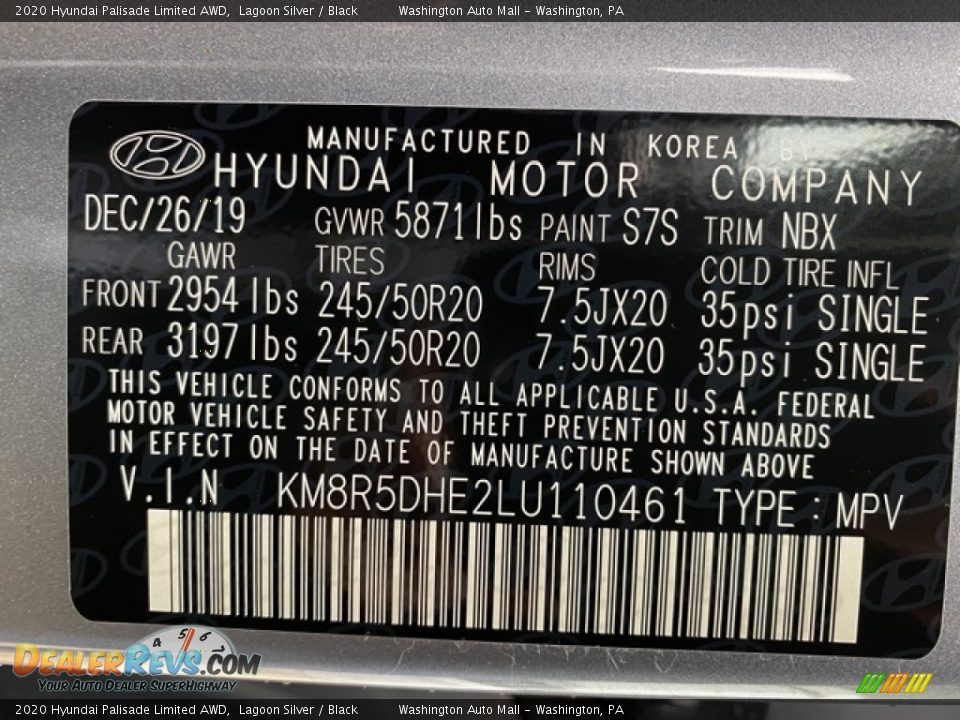 2020 Hyundai Palisade Limited AWD, Lagoon Silver / Black Washington Auto Mall - Washington, PA
MANUFACTURED IN KOREA BY
HYUNDAI MOTOR COMPANY
DEC/26/19 GVWR 5871lbs PAINT S7S TRIM NBX
GAWR TIRES RIMS COLD TIRE INFL
FRONT 2954 lbs 245/50R20 7.5JX20 35psi SINGLE
REAR 3197 lbs 245/50R20 7.5JX20 35psi SINGLE
THIS VEHICLE CONFORMS TO ALL APPLICABLE U.S.A. FEDERAL
MOTOR VEHICLE SAFETY AND THEFT PREVENTION STANDARDS
IN EFFECT ON THE DATE OF MANUFACTURE SHOWN ABOVE
V.I.N KM8R5DHE2LU110461 TYPE : MPV
4 5 6
DEALERREVS.COM
YOUR AUTO DEALER SUPERHIGHWAY
2020 Hyundai Palisade Limited AWD, Lagoon Silver / Black Washington Auto Mall - Washington, PA